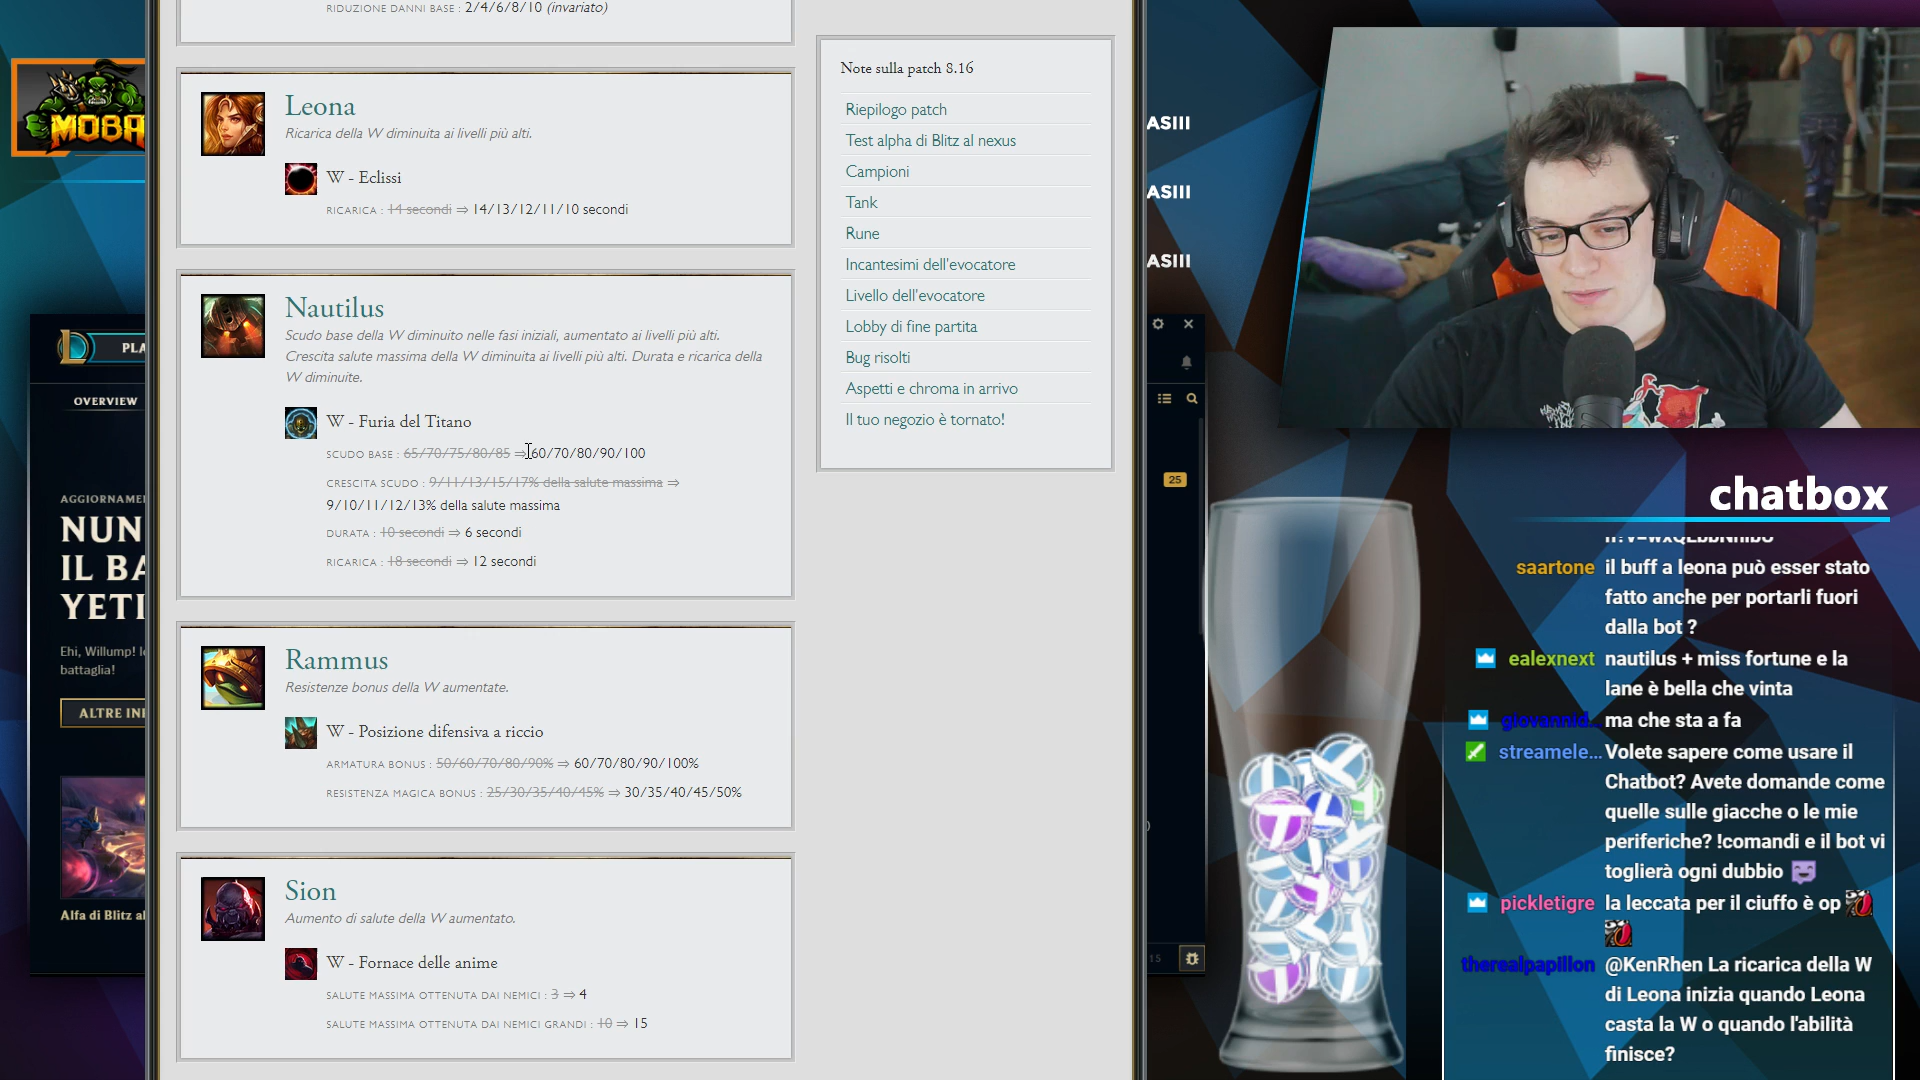 RIDUZIONE DANNI BASE : 2/4/6/8/10 (invariato)
Leona
Ricarica della W diminuita ai livelli più alti.
W - Eclissi
RICARICA : 14 secondi ⇒ 14/13/12/11/10 secondi
Nautilus
Scudo base della W diminuito nelle fasi iniziali, aumentato ai livelli più alti.
Crescita salute massima della W diminuita ai livelli più alti. Durata e ricarica della
W diminuite.
W - Furia del Titano
SCUDO BASE : 65/70/75/80/85 ⇒ 60/70/80/90/100
CRESCITA SCUDO : 9/11/13/15/17% della salute massima ⇒
9/10/11/12/13% della salute massima
DURATA : 10 secondi ⇒ 6 secondi
RICARICA : 18 secondi ⇒ 12 secondi
Rammus
Resistenze bonus della W aumentate.
W - Posizione difensiva a riccio
ARMATURA BONUS : 50/60/70/80/90% ⇒ 60/70/80/90/100%
RESISTENZA MAGICA BONUS : 25/30/35/40/45% ⇒ 30/35/40/45/50%
Sion
Aumento di salute della W aumentato.
W - Fornace delle anime
SALUTE MASSIMA OTTENUTA DAI NEMICI : 3 ⇒ 4
SALUTE MASSIMA OTTENUTA DAI NEMICI GRANDI : 10 ⇒ 15
Note sulla patch 8.16
Riepilogo patch
Test alpha di Blitz al nexus
Campioni
Tank
Rune
Incantesimi dell'evocatore
Livello dell'evocatore
Lobby di fine partita
Bug risolti
Aspetti e chroma in arrivo
Il tuo negozio è tornato!
MOBA
PLA
OVERVIEW
AGGIORNAME
NUN
IL BA
YETI
Ehi, Willump! I
battaglia!
ALTRE IN
Alfa di Blitz al
ASIII
ASIII
ASIII
25
15
chatbox
saartone il buff a leona può esser stato
fatto anche per portarli fuori
dalla bot ?
ealexnext nautilus + miss fortune e la
lane è bella che vinta
giovannid... ma che sta a fa
streamele... Volete sapere come usare il
Chatbot? Avete domande come
quelle sulle giacche o le mie
periferiche? !comandi e il bot vi
toglierà ogni dubbio
pickletigre la leccata per il ciuffo è op
therealpapillon @KenRhen La ricarica della W
di Leona inizia quando Leona
casta la W o quando l'abilità
finisce?